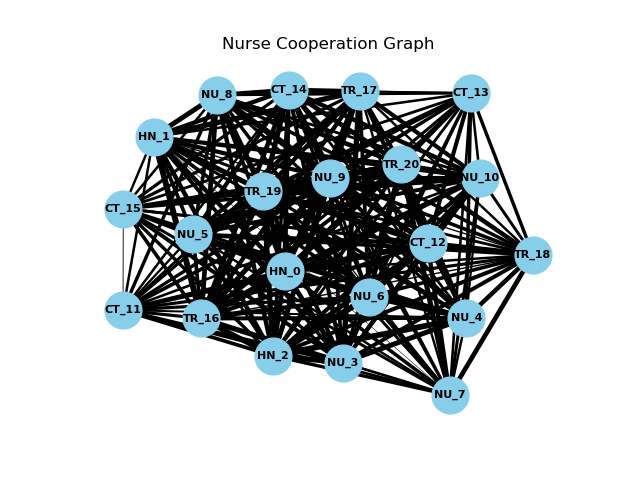 Nurse Cooperation Graph
NU_8
CT_14
TR_17
CT_13
HN_1
TR_20
NU_9
NU_10
TR_19
CT_15
NU_5
CT_12
TR_18
HN_0
NU_6
CT_11
TR_16
NU_4
HN_2
NU_3
NU_7